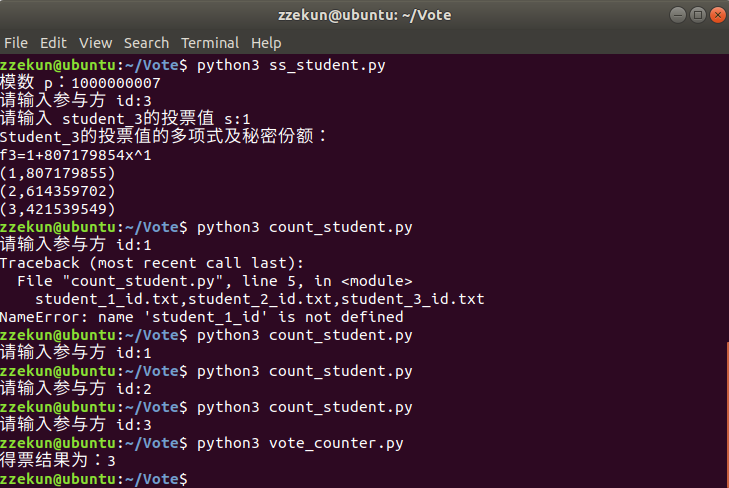 zzekun@ubuntu: ~/Vote
File Edit View Search Terminal Help
zzekun@ubuntu:~/Vote$ python3 ss_student.py
模数 p：1000000007
请输入参与方 id:3
请输入 student_3的投票值 s:1
Student_3的投票值的多项式及秘密份额：
f3=1+807179854x^1
(1,807179855)
(2,614359702)
(3,421539549)
zzekun@ubuntu:~/Vote$ python3 count_student.py
请输入参与方 id:1
Traceback (most recent call last):
  File "count_student.py", line 5, in <module>
    student_1_id.txt,student_2_id.txt,student_3_id.txt
NameError: name 'student_1_id' is not defined
zzekun@ubuntu:~/Vote$ python3 count_student.py
请输入参与方 id:1
zzekun@ubuntu:~/Vote$ python3 count_student.py
请输入参与方 id:2
zzekun@ubuntu:~/Vote$ python3 count_student.py
请输入参与方 id:3
zzekun@ubuntu:~/Vote$ python3 vote_counter.py
得票结果为：3
zzekun@ubuntu:~/Vote$